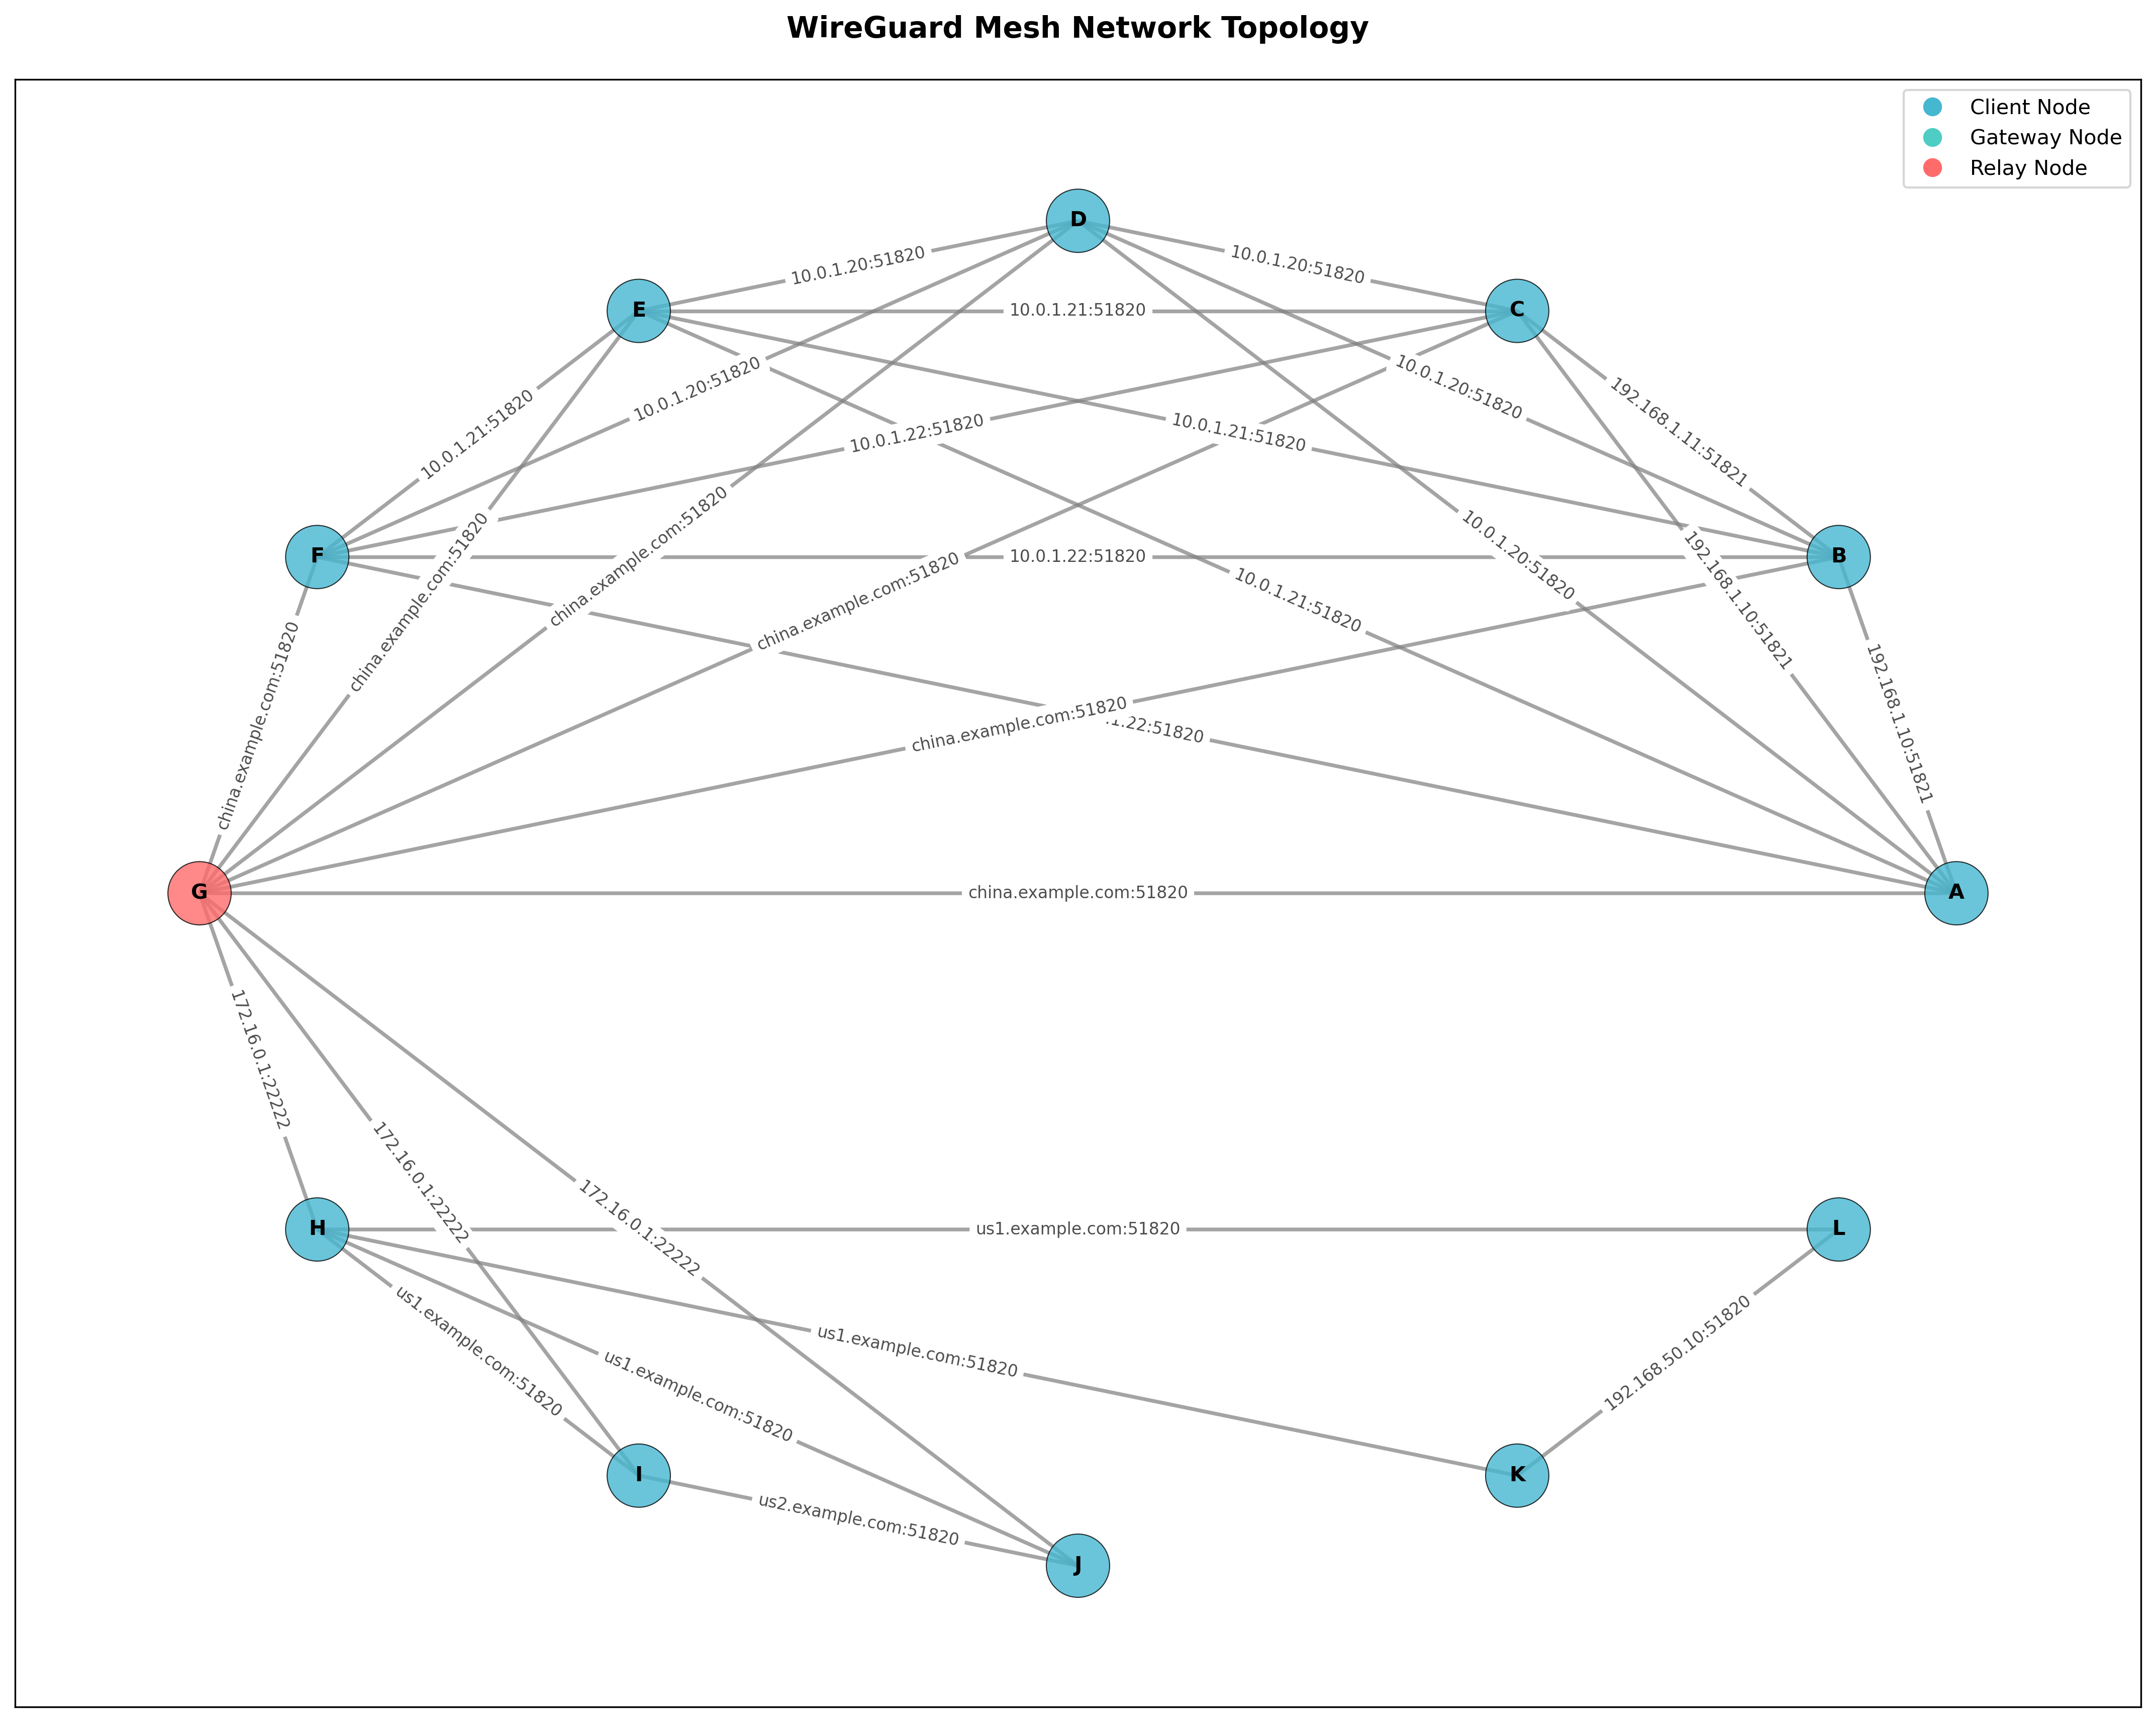 WireGuard Mesh Network Topology
Client Node
Gateway Node
Relay Node
D
10.0.1.20:51820
10.0.1.20:51820
E
10.0.1.21:51820
C
10.0.1.20:51820
10.0.1.20:51820
192.168.1.11:51821
10.0.1.21:51820
10.0.1.22:51820
10.0.1.21:51820
F
china.example.com:51820
china.example.com:51820
china.example.com:51820
10.0.1.22:51820
10.0.1.21:51820
10.0.1.20:51820
192.168.1.10:51821
B
china.example.com:51820
china.example.com:51820
.1.22:51820
192.168.1.10:51821
G
china.example.com:51820
A
172.16.0.1:22222
172.16.0.1:22222
172.16.0.1:22222
H
us1.example.com:51820
L
us1.example.com:51820
us1.example.com:51820
us1.example.com:51820
192.168.50.10:51820
I
us2.example.com:51820
K
J